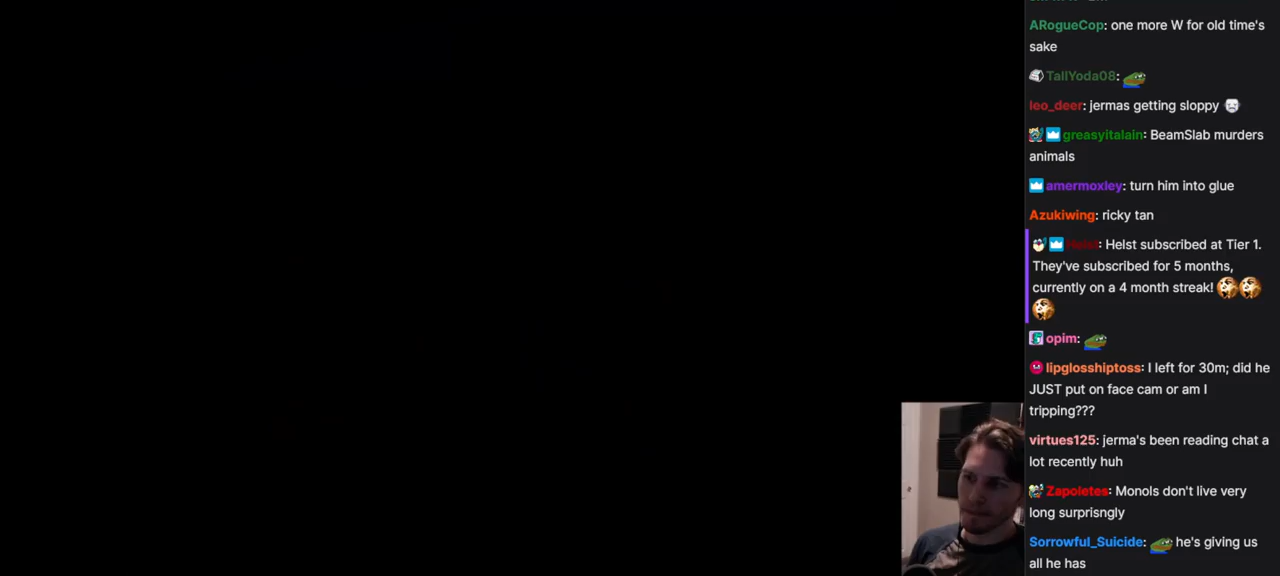 ARogueCop: one more W for old time's
sake
TallYoda08:
leo_deer: jermas getting sloppy
greasyitalain: BeamSlab murders
animals
amermoxley: turn him into glue
Azukiwing: ricky tan
Helst: Helst subscribed at Tier 1.
They've subscribed for 5 months,
currently on a 4 month streak!
opim:
lipglosshiptoss: I left for 30m; did he
JUST put on face cam or am I
tripping???
virtues125: jerma's been reading chat a
lot recently huh
Zapoletes: Monols don't live very
long surprisngly
Sorrowful_Suicide: he's giving us
all he has